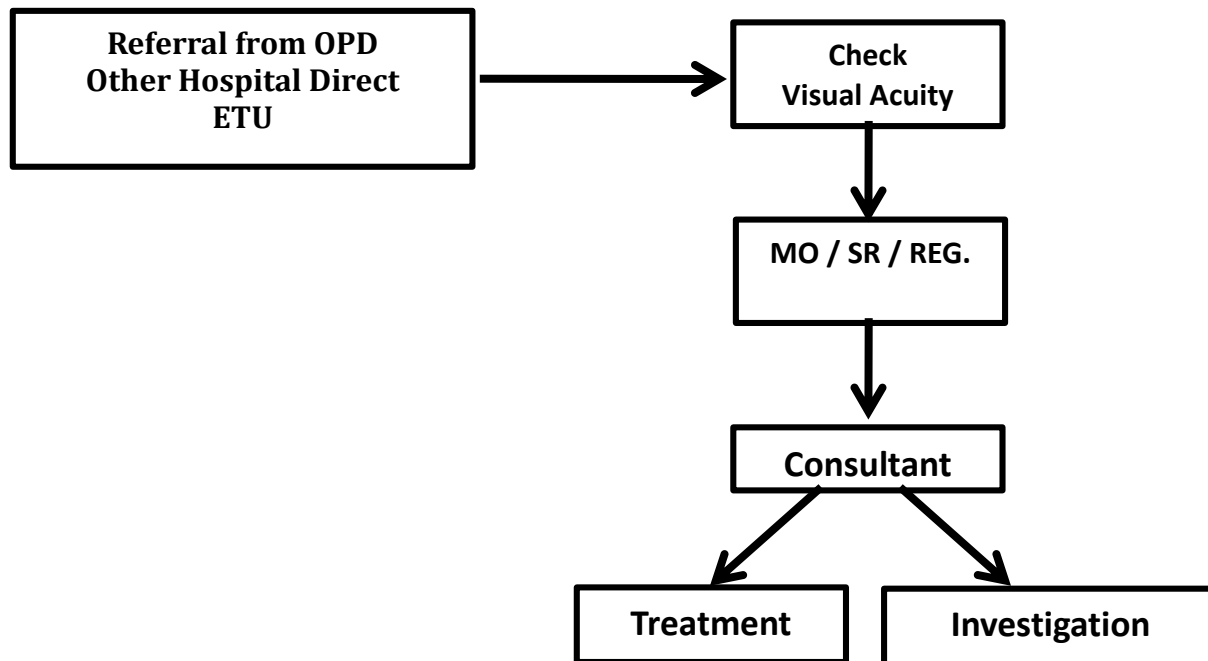 Referral from OPD
Other Hospital Direct
ETU
Check
Visual Acuity
MO / SR / REG.
Consultant
Treatment
Investigation